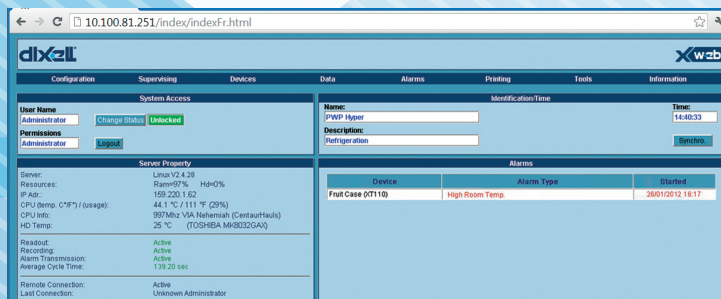 10.100.81.251/index/indexFr.html
dixell
Xweb
Configuration Supervising Devices Data Alarms Printing Tools Information
System Access
User Name
Administrator Change Status Unlocked
Permissions
Administrator Logout
Identification/Time
Name: Time:
PWP Hyper 14:40:33
Description:
Refrigeration Synchro.
Server Property
Server: Linux V2.4.28
Resources: Ram=97% Hd=0%
IP Adr.: 159.220.1.62
CPU (temp. C°/F°) / (usage): 44.1 °C / 111 °F (29%)
CPU Info: 997Mhz VIA Nehemiah (CentaurHauls)
HD Temp: 25 °C (TOSHIBA MK8032GAX)
Readout: Active
Recording: Active
Alarm Transmission: Active
Average Cycle Time: 139.20 sec
Remote Connection: Active
Last Connection: Unknown Administrator
Alarms
Device Alarm Type Started
Fruit Case (XT110) High Room Temp. 26/01/2012 16:17